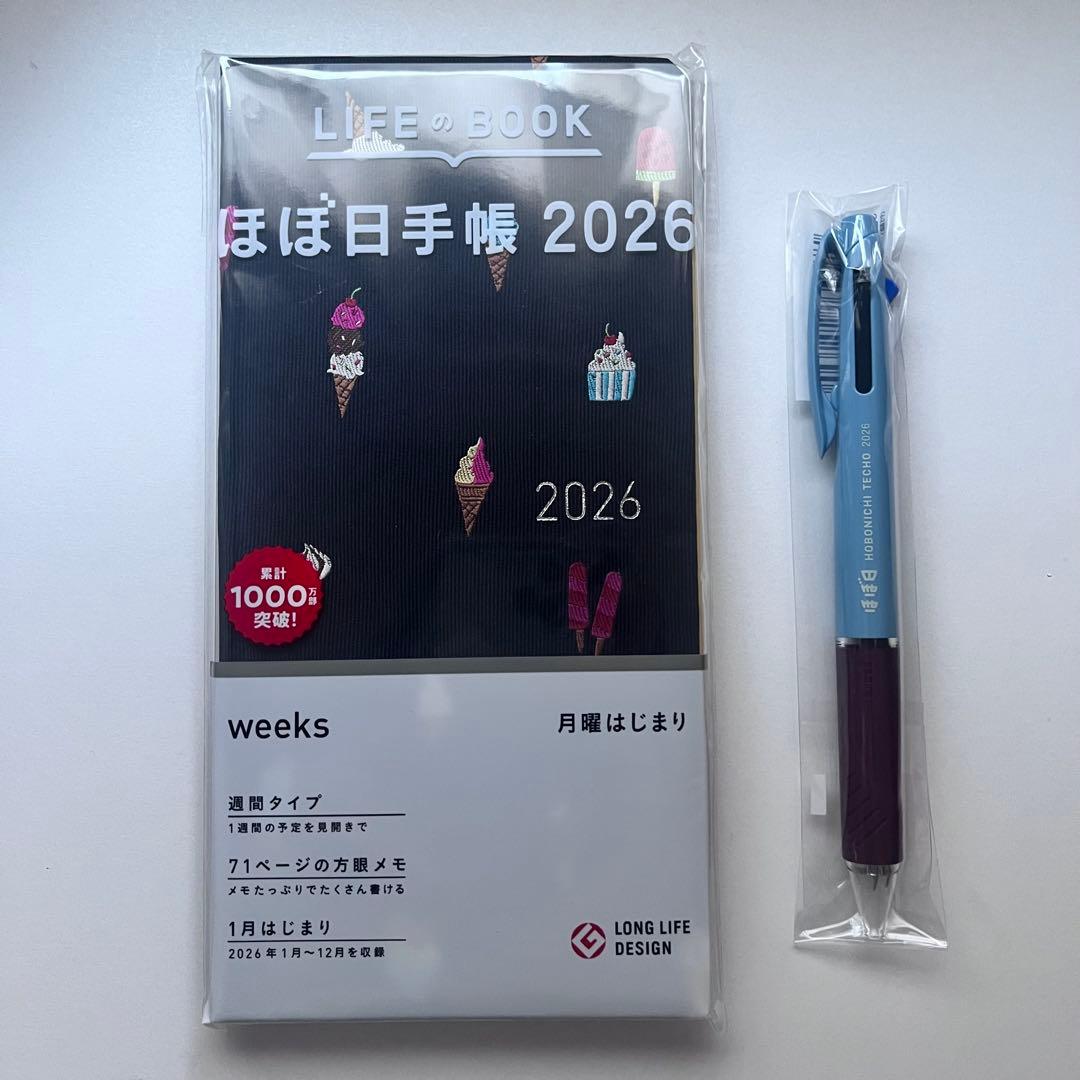 LIFEのBOOK
ほぼ日手帳 2026
2026
累計
1000万部
突破!
weeks
月曜はじまり
週間タイプ
1週間の予定を見開きで
71ページの方眼メモ
メモたっぷりでたくさん書ける
1月はじまり
2026年1月〜12月を収録
LONG LIFE
DESIGN
ほぼ日 HOBONICHI TECHO 2026